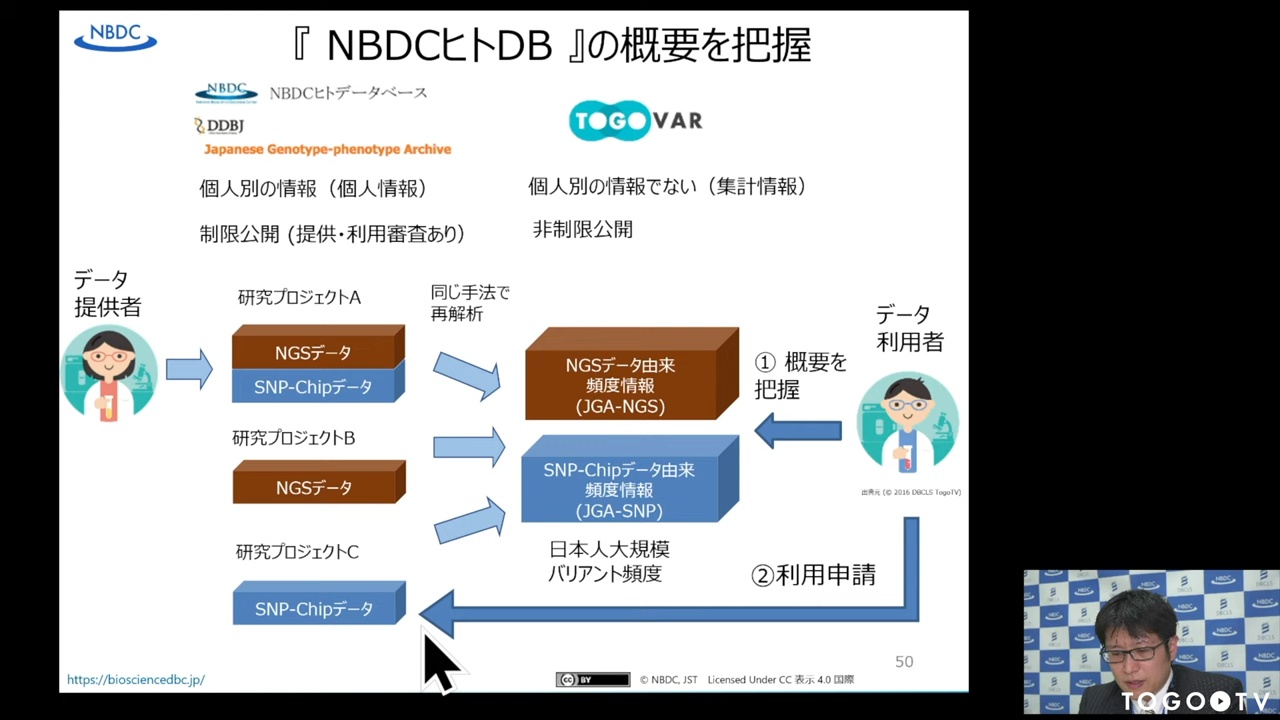 NBDC
『 NBDCヒトDB 』の概要を把握
NBDC NBDCヒトデータベース
DDBJ
Japanese Genotype-phenotype Archive
TOGOVAR
個人別の情報（個人情報）
個人別の情報でない（集計情報）
制限公開 (提供・利用審査あり)
非制限公開
データ
提供者
研究プロジェクトA
NGSデータ
SNP-Chipデータ
研究プロジェクトB
NGSデータ
研究プロジェクトC
SNP-Chipデータ
同じ手法で
再解析
NGSデータ由来
頻度情報
(JGA-NGS)
SNP-Chipデータ由来
頻度情報
(JGA-SNP)
日本人大規模
バリアント頻度
① 概要を
把握
データ
利用者
出典元 (© 2016 DBCLS TogoTV)
②利用申請
50
https://biosciencedbc.jp/
CC BY
© NBDC, JST Licensed Under CC 表示 4.0 国際
NBDC
DBCLS
TOGOTV